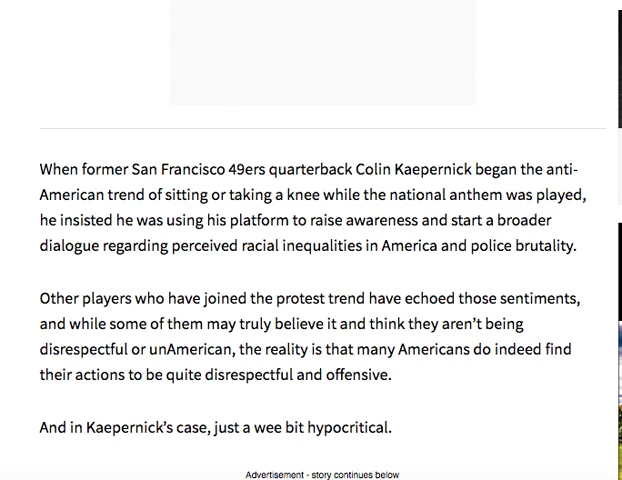 When former San Francisco 49ers quarterback Colin Kaepernick began the anti-
American trend of sitting or taking a knee while the national anthem was played,
he insisted he was using his platform to raise awareness and start a broader
dialogue regarding perceived racial inequalities in America and police brutality.
Other players who have joined the protest trend have echoed those sentiments,
and while some of them may truly believe it and think they aren’t being
disrespectful or unAmerican, the reality is that many Americans do indeed find
their actions to be quite disrespectful and offensive.
And in Kaepernick’s case, just a wee bit hypocritical.
Advertisement - story continues below